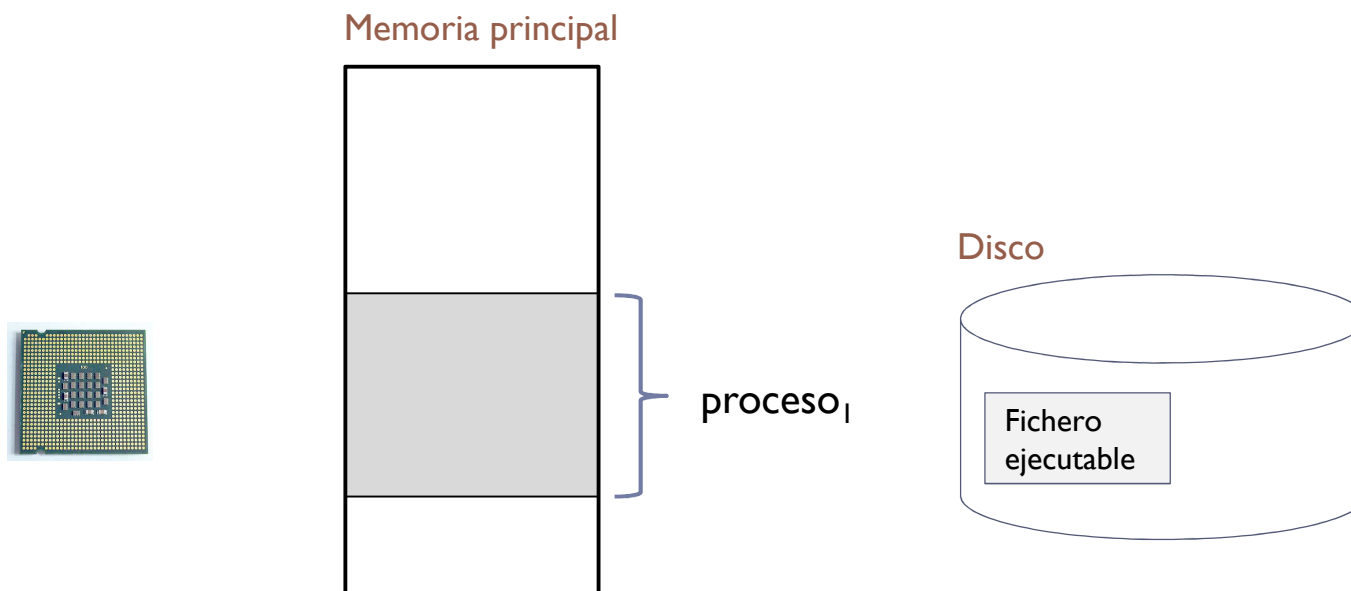 Memoria principal
Disco
proceso₁
Fichero
ejecutable